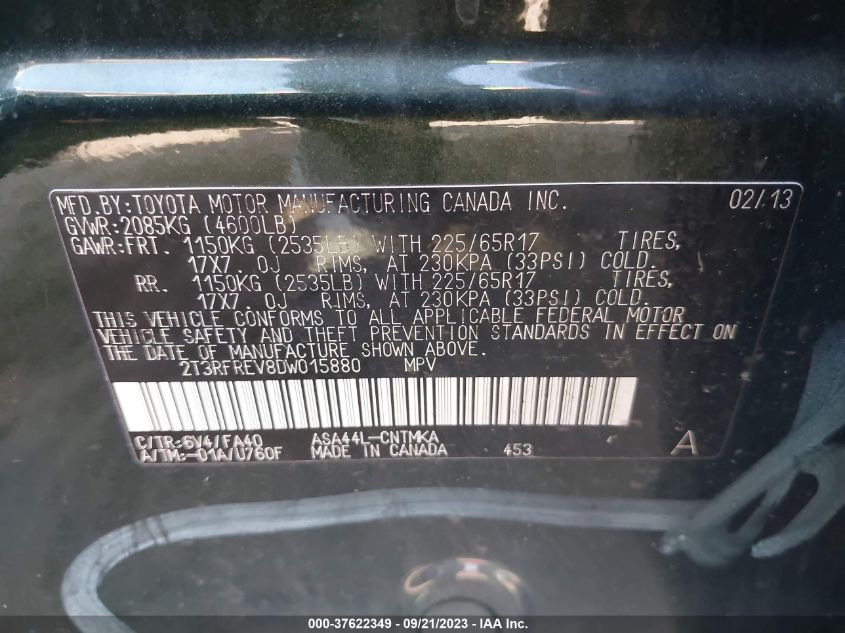 MFD.BY:TOYOTA MOTOR MANUFACTURING CANADA INC. 02/13
GVWR:2085KG (4600LB)
GAWR:FRT. 1150KG (2535LB) WITH 225/65R17 TIRES,
17X7.0J RIMS, AT 230KPA (33PSI) COLD.
RR. 1150KG (2535LB) WITH 225/65R17 TIRES,
17X7.0J RIMS, AT 230KPA (33PSI) COLD.
THIS VEHICLE CONFORMS TO ALL APPLICABLE FEDERAL MOTOR
VEHICLE SAFETY AND THEFT PREVENTION STANDARDS IN EFFECT ON
THE DATE OF MANUFACTURE SHOWN ABOVE.
2T3RFREV8DW015880 MPV
C/TR:6V4/FA40 ASA44L-CNTMKA A
A/TM:-01A/U760F MADE IN CANADA 453
000-37622349 - 09/21/2023 - IAA Inc.